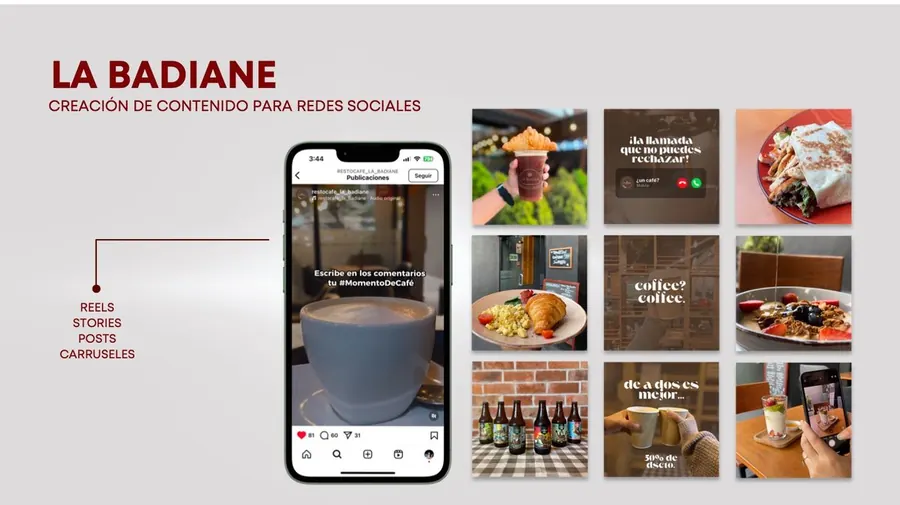 LA BADIANE
CREACIÓN DE CONTENIDO PARA REDES SOCIALES
REELS
STORIES
POSTS
CARRUSELES
3:44
RESTOCAFE_LA_BADIANE
Publicaciones
Seguir
restocafe_la_badiane
restocafe_la_badiane · Audio original
Escribe en los comentarios
tu #MomentoDeCafé
81 60 31
¡la llamada
que no puedes
rechazar!
¿un café?
coffee?
coffee.
de a dos es
mejor...
50% de
dscto.